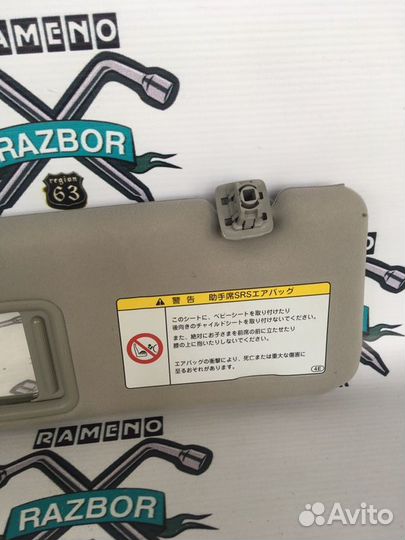 RAMENO
RAZBOR
region
63
警告 助手席SRSエアバッグ
このシートに、ベビーシートを取り付けたり
後向きのチャイルドシートを取り付けないでください。
また、絶対にお子さまを前席の前に立たせたり
膝の上に抱いたりしないでください。
エアバッグの衝撃により、死亡または重大な傷害に
至るおそれがあります。
4E
RAMENO
RAZBOR
Avito